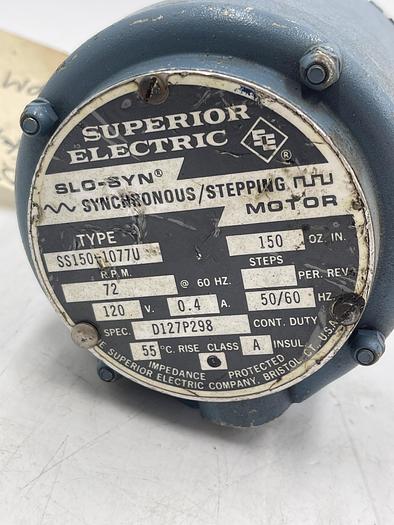 SUPERIOR
ELECTRIC
SE ®
SLO-SYN®
SYNCHRONOUS/STEPPING
MOTOR
TYPE
SS150-1077U 150 OZ. IN.
R.P.M. STEPS
72 @ 60 HZ. PER. REV.
120 V. 0.4 A. 50/60 HZ.
SPEC. D127P298 CONT. DUTY
55 °C. RISE CLASS A INSUL.
IMPEDANCE PROTECTED
THE SUPERIOR ELECTRIC COMPANY, BRISTOL, CT., U.S.A.